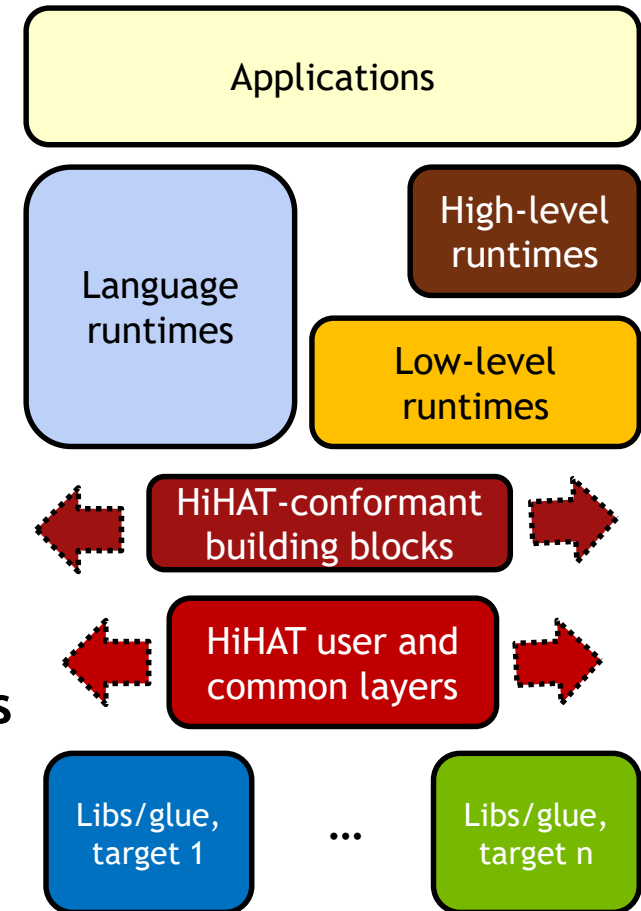 Applications
Language
runtimes
High-level
runtimes
Low-level
runtimes
HiHAT-conformant
building blocks
HiHAT user and
common layers
s
Libs/glue,
target 1
...
Libs/glue,
target n